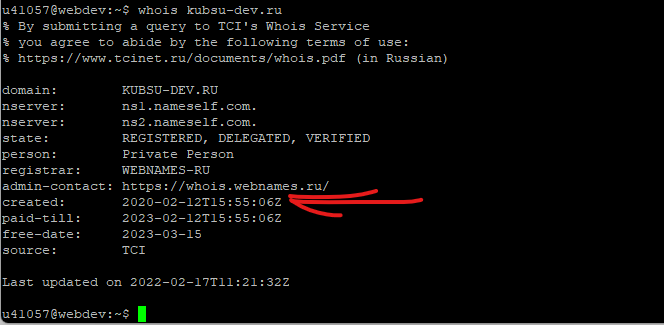 u41057@webdev:~$ whois kubsu-dev.ru
% By submitting a query to TCI's Whois Service
% you agree to abide by the following terms of use:
% https://www.tcinet.ru/documents/whois.pdf (in Russian)
domain: KUBSU-DEV.RU
nserver: ns1.nameself.com.
nserver: ns2.nameself.com.
state: REGISTERED, DELEGATED, VERIFIED
person: Private Person
registrar: WEBNAMES-RU
admin-contact: https://whois.webnames.ru/
created: 2020-02-12T15:55:06Z
paid-till: 2023-02-12T15:55:06Z
free-date: 2023-03-15
source: TCI
Last updated on 2022-02-17T11:21:32Z
u41057@webdev:~$